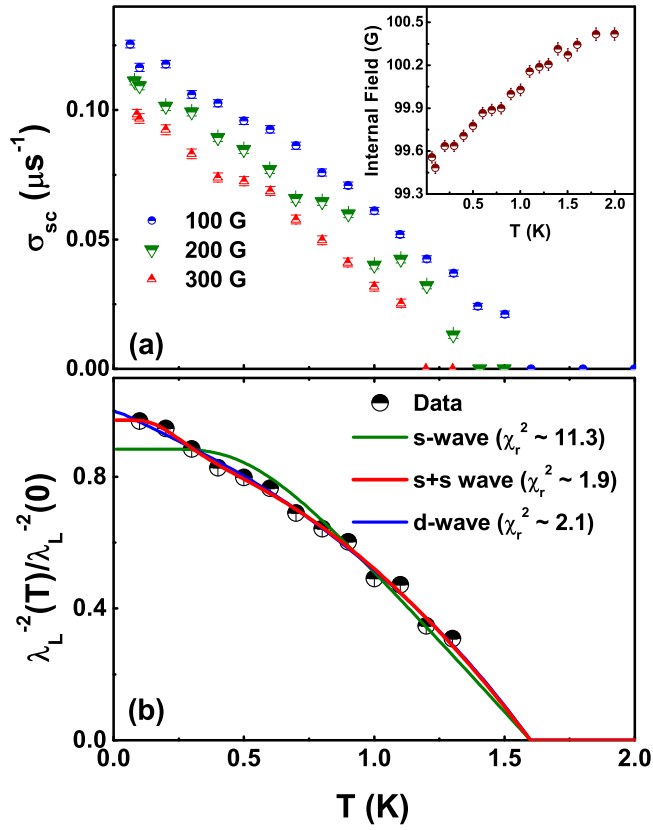 (a)
σsc (μs⁻¹)
0.10
0.05
0.00
100 G
200 G
300 G
Internal Field (G)
100.5
100.2
99.9
99.6
99.3
0.5 1.0 1.5 2.0
T (K)
(b)
λL⁻²(T)/λL⁻²(0)
0.8
0.4
0.0
Data
s-wave (χr² ~ 11.3)
s+s wave (χr² ~ 1.9)
d-wave (χr² ~ 2.1)
0.0 0.5 1.0 1.5 2.0
T (K)